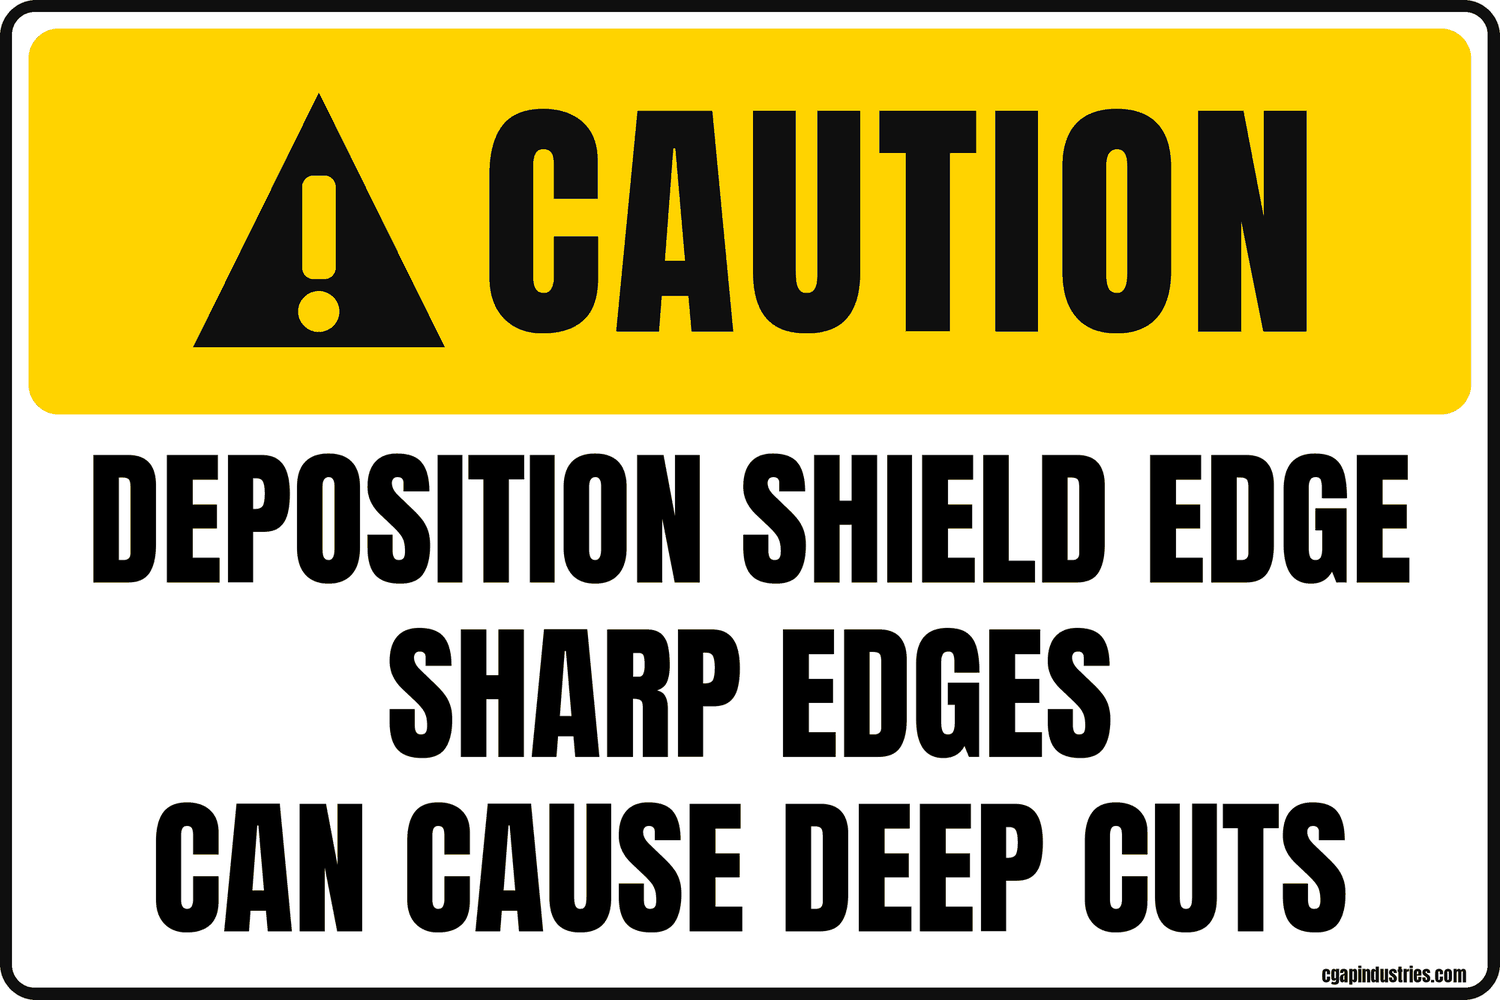 CAUTION
DEPOSITION SHIELD EDGE
SHARP EDGES
CAN CAUSE DEEP CUTS
cgapindustries.com